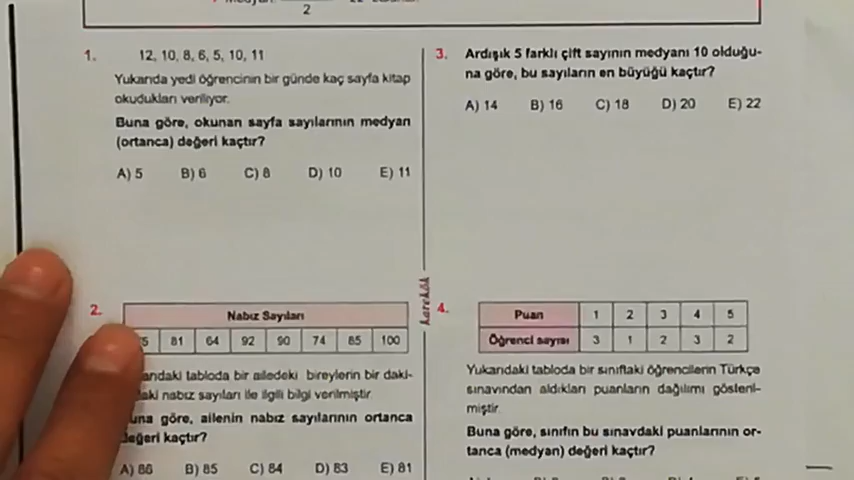 2
1.
12, 10, 8, 6, 5, 10, 11
Yukarıda yedi öğrencinin bir günde kaç sayfa kitap
okudukları veriliyor.
Buna göre, okunan sayfa sayılarının medyan
(ortanca) değeri kaçtır?
A) 5 B) 6 C) 8 D) 10 E) 11
2.
Nabız Sayıları
5 81 64 92 90 74 85 100
andaki tabloda bir ailedeki bireylerin bir daki-
aki nabız sayıları ile ilgili bilgi verilmiştir.
una göre, ailenin nabız sayılarının ortanca
değeri kaçtır?
A) 86 B) 85 C) 84 D) 83 E) 81
karekök
3.
Ardışık 5 farklı çift sayının medyanı 10 olduğu-
na göre, bu sayıların en büyüğü kaçtır?
A) 14 B) 16 C) 18 D) 20 E) 22
4.
Puan 1 2 3 4 5
Öğrenci sayısı 3 1 2 3 2
Yukarıdaki tabloda bir sınıftaki öğrencilerin Türkçe
sınavından aldıkları puanların dağılımı gösteril-
miştir.
Buna göre, sınıfın bu sınavdaki puanlarının or-
tanca (medyan) değeri kaçtır?